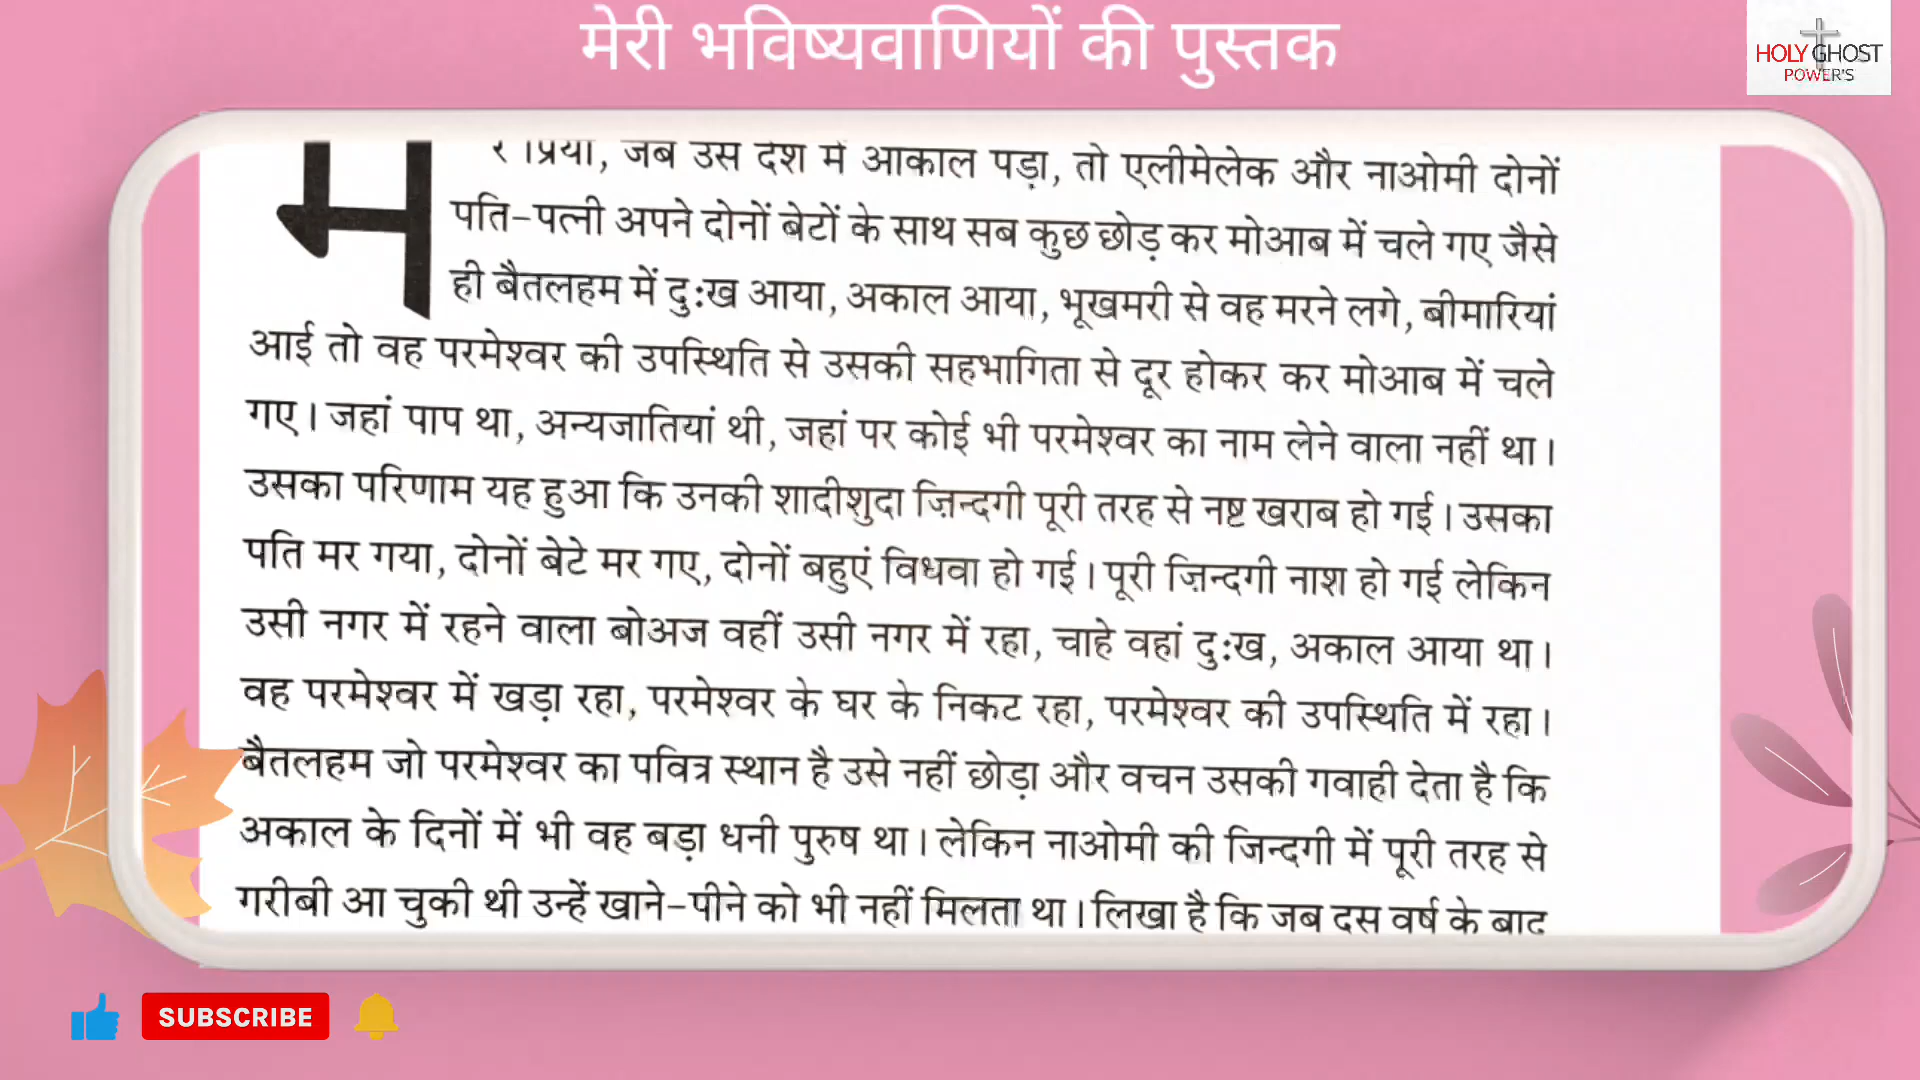 मेरी भविष्यवाणियों की पुस्तक
HOLY GHOST
POWER'S
जब उस देश में आकाल पड़ा, तो एलीमेलेक और नाओमी दोनों
पति-पत्नी अपने दोनों बेटों के साथ सब कुछ छोड़ कर मोआब में चले गए जैसे
ही बैतलहम में दुःख आया, अकाल आया, भूखमरी से वह मरने लगे, बीमारियां
आई तो वह परमेश्वर की उपस्थिति से उसकी सहभागिता से दूर होकर कर मोआब में चले
गए। जहां पाप था, अन्यजातियां थी, जहां पर कोई भी परमेश्वर का नाम लेने वाला नहीं था।
उसका परिणाम यह हुआ कि उनकी शादीशुदा ज़िन्दगी पूरी तरह से नष्ट खराब हो गई। उसका
पति मर गया, दोनों बेटे मर गए, दोनों बहुएं विधवा हो गई। पूरी ज़िन्दगी नाश हो गई लेकिन
उसी नगर में रहने वाला बोअज वहीं उसी नगर में रहा, चाहे वहां दुःख, अकाल आया था।
वह परमेश्वर में खड़ा रहा, परमेश्वर के घर के निकट रहा, परमेश्वर की उपस्थिति में रहा।
बैतलहम जो परमेश्वर का पवित्र स्थान है उसे नहीं छोड़ा और वचन उसकी गवाही देता है कि
अकाल के दिनों में भी वह बड़ा धनी पुरुष था। लेकिन नाओमी की जिन्दगी में पूरी तरह से
गरीबी आ चुकी थी उन्हें खाने-पीने को भी नहीं मिलता था। लिखा है कि जब दस वर्ष के बाद
SUBSCRIBE